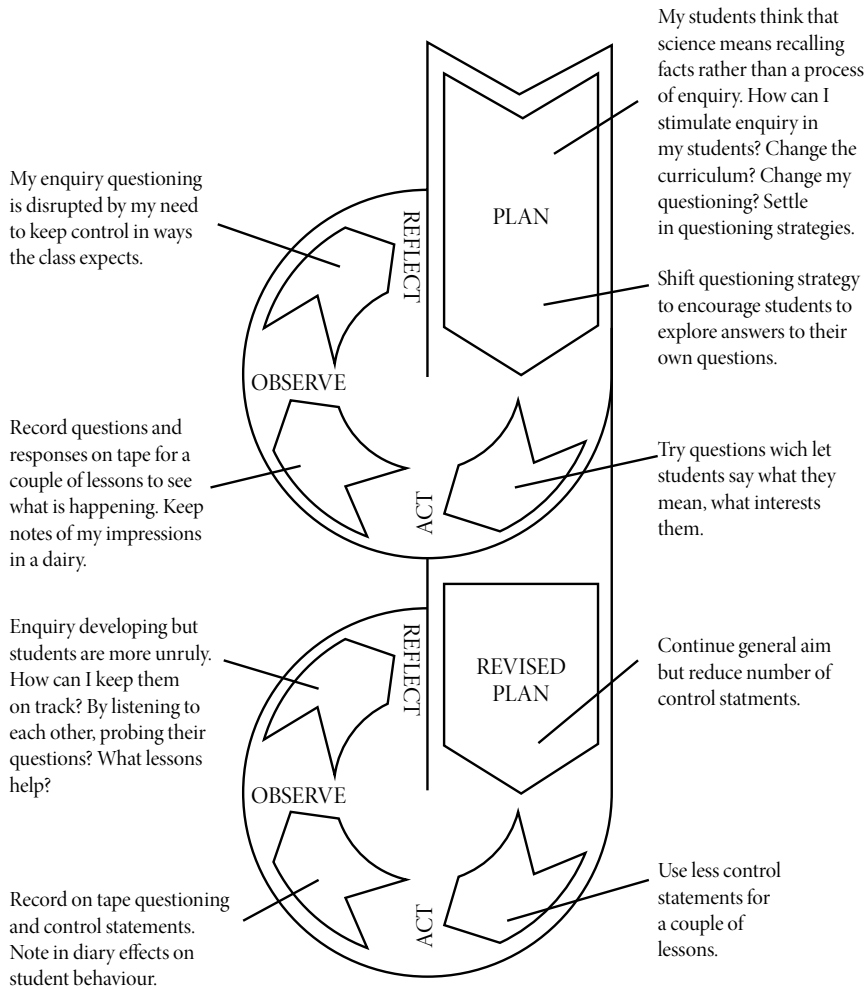 My students think that
science means recalling
facts rather than a process
of enquiry. How can I
stimulate enquiry in
my students? Change the
curriculum? Change my
questioning? Settle
in questioning strategies.
PLAN
Shift questioning strategy
to encourage students to
explore answers to their
own questions.
Try questions wich let
students say what they
mean, what interests
them.
ACT
Record questions and
responses on tape for a
couple of lessons to see
what is happening. Keep
notes of my impressions
in a dairy.
OBSERVE
My enquiry questioning
is disrupted by my need
to keep control in ways
the class expects.
REFLECT
REVISED
PLAN
Continue general aim
but reduce number of
control statments.
Use less control
statements for
a couple of
lessons.
ACT
Record on tape questioning
and control statements.
Note in diary effects on
student behaviour.
OBSERVE
Enquiry developing but
students are more unruly.
How can I keep them
on track? By listening to
each other, probing their
questions? What lessons
help?
REFLECT